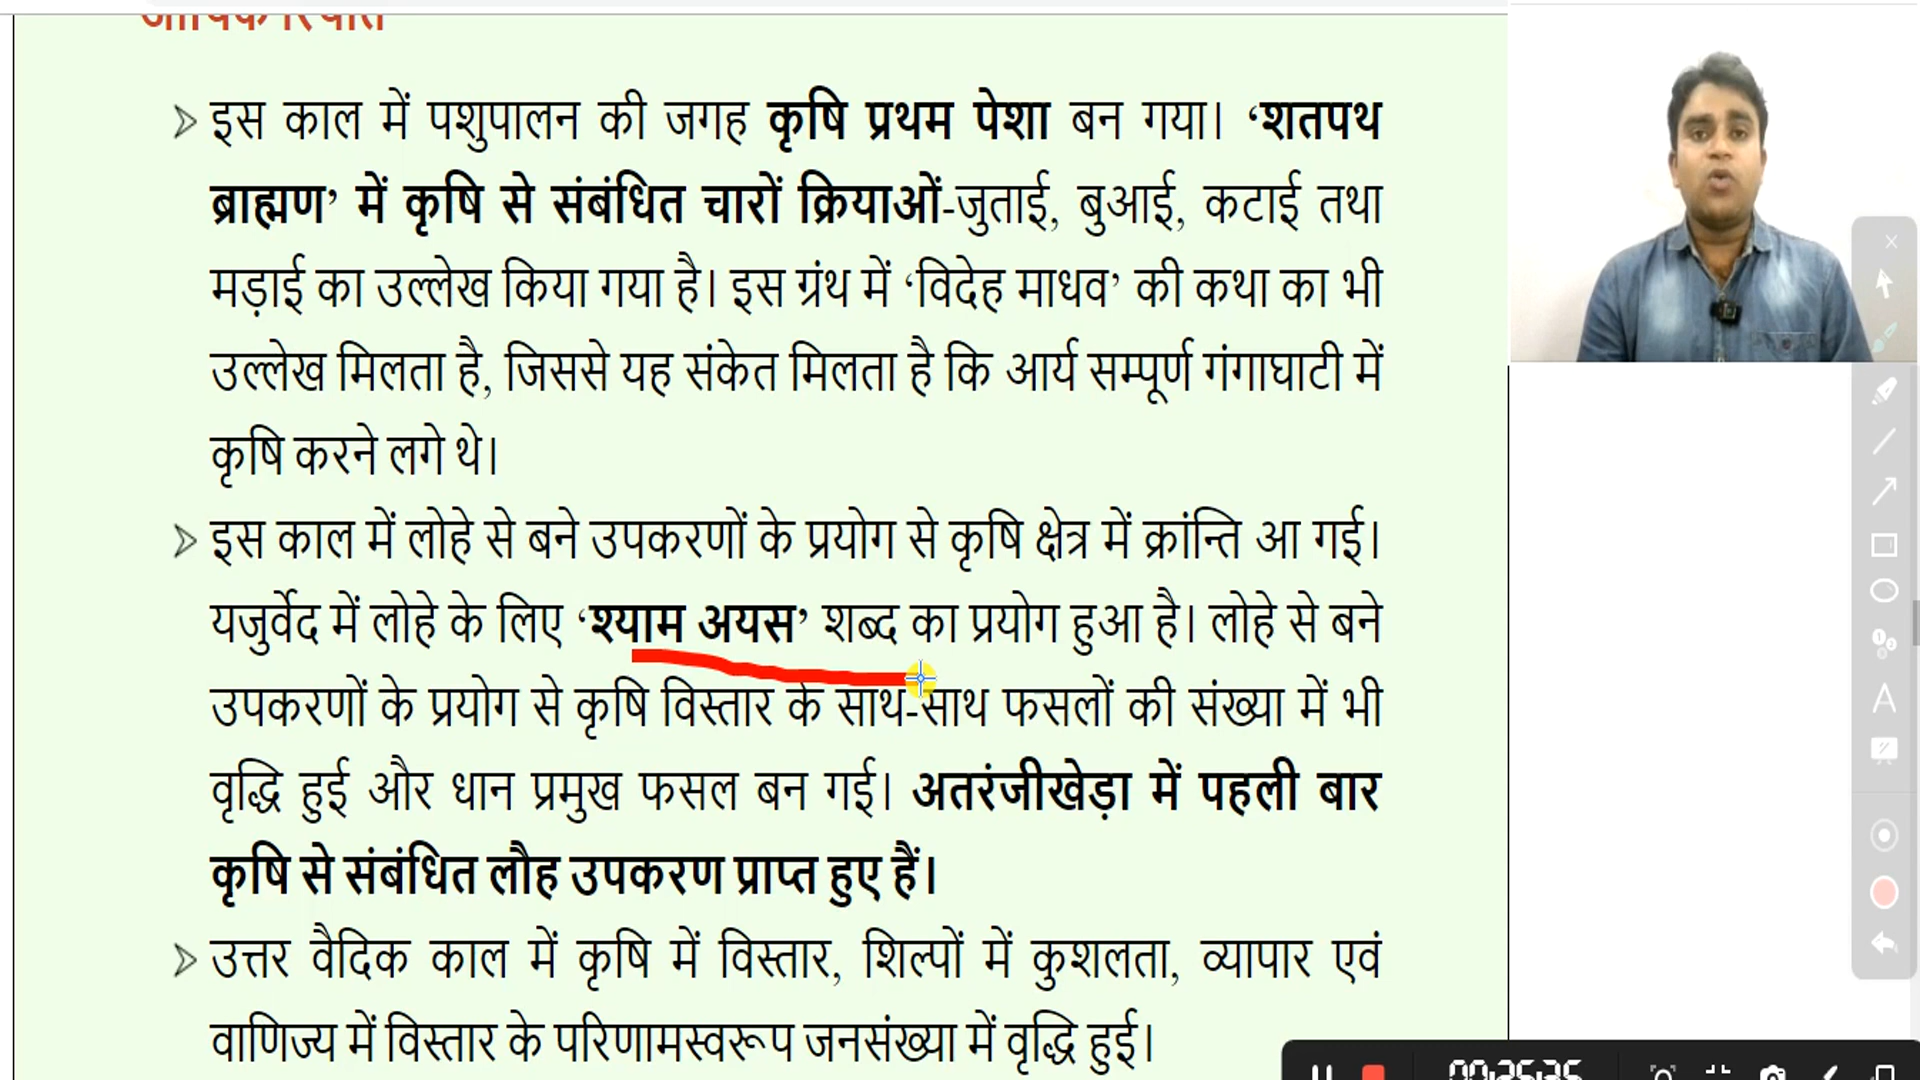 आर्थिक स्थिति
इस काल में पशुपालन की जगह कृषि प्रथम पेशा बन गया। ‘शतपथ
ब्राह्मण’ में कृषि से संबंधित चारों क्रियाओं-जुताई, बुआई, कटाई तथा
मड़ाई का उल्लेख किया गया है। इस ग्रंथ में ‘विदेह माधव’ की कथा का भी
उल्लेख मिलता है, जिससे यह संकेत मिलता है कि आर्य सम्पूर्ण गंगाघाटी में
कृषि करने लगे थे।
इस काल में लोहे से बने उपकरणों के प्रयोग से कृषि क्षेत्र में क्रांन्ति आ गई।
यजुर्वेद में लोहे के लिए ‘श्याम अयस’ शब्द का प्रयोग हुआ है। लोहे से बने
उपकरणों के प्रयोग से कृषि विस्तार के साथ-साथ फसलों की संख्या में भी
वृद्धि हुई और धान प्रमुख फसल बन गई। अतरंजीखेड़ा में पहली बार
कृषि से संबंधित लौह उपकरण प्राप्त हुए हैं।
उत्तर वैदिक काल में कृषि में विस्तार, शिल्पों में कुशलता, व्यापार एवं
वाणिज्य में विस्तार के परिणामस्वरूप जनसंख्या में वृद्धि हुई।